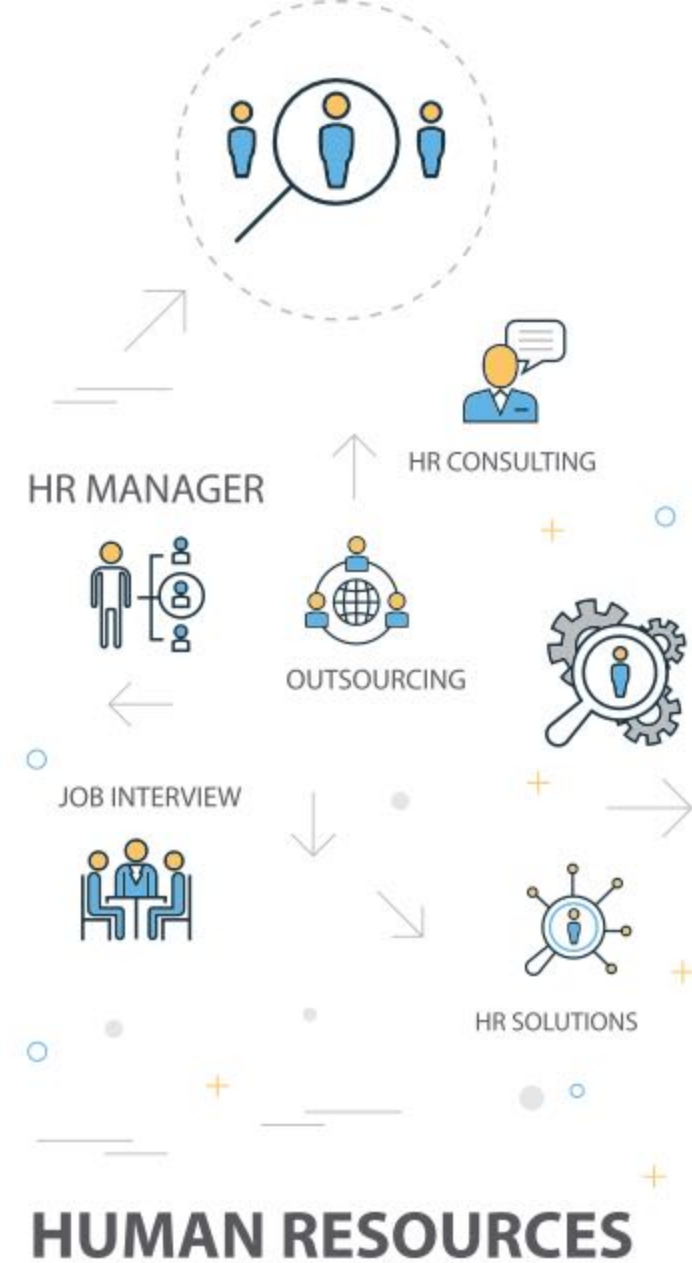 HR CONSULTING
HR MANAGER
OUTSOURCING
JOB INTERVIEW
HR SOLUTIONS
HUMAN RESOURCES